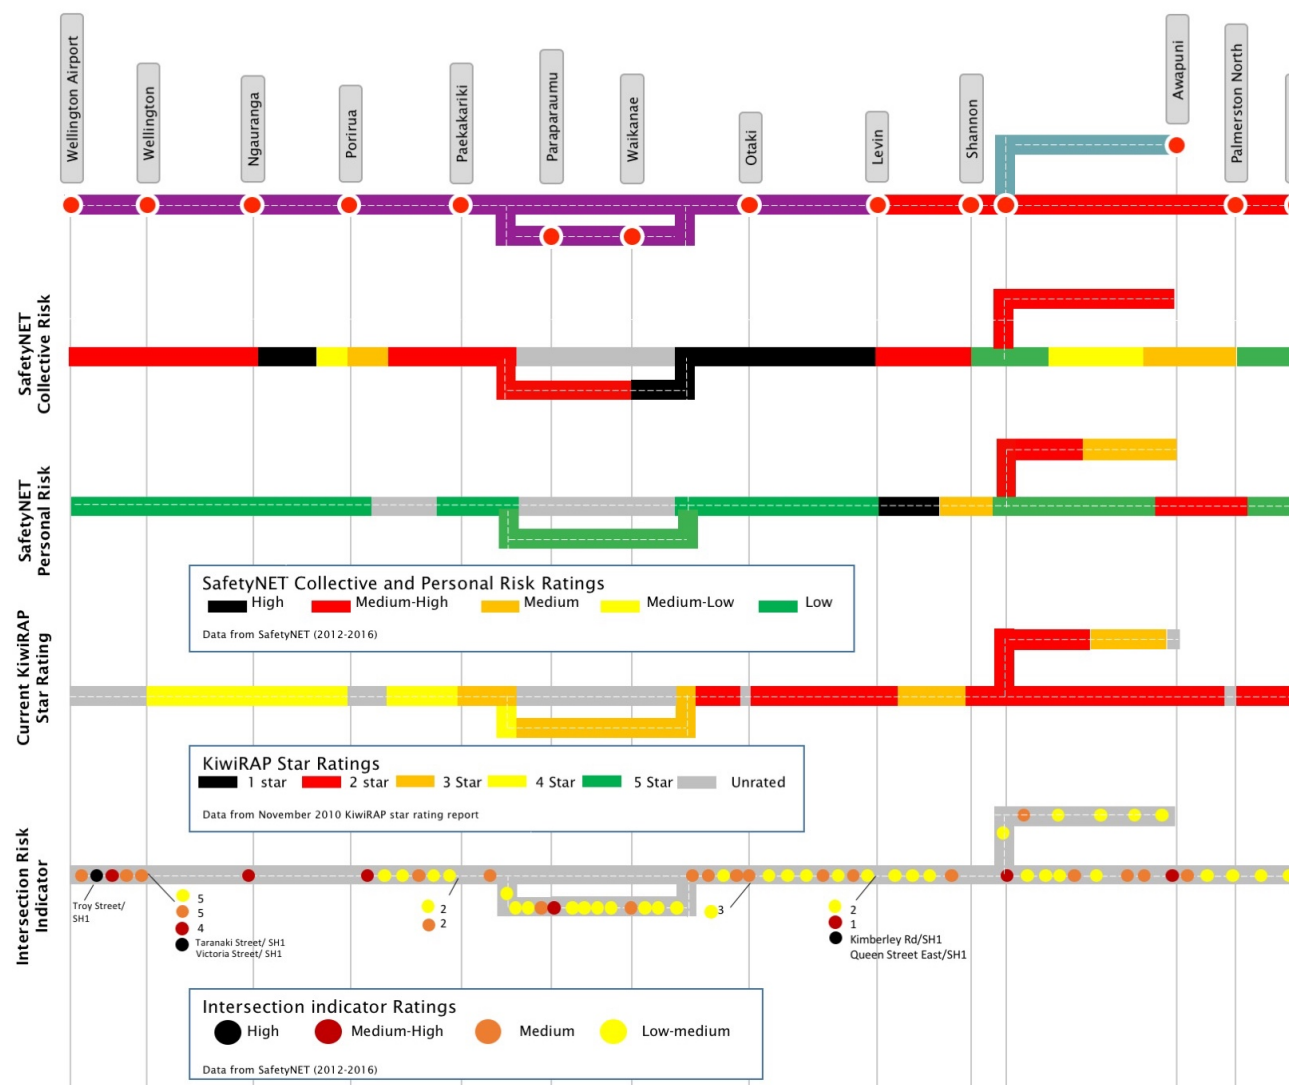 Wellington Airport
Wellington
Ngauranga
Porirua
Paekakariki
Paraparaumu
Waikanae
Otaki
Levin
Shannon
Awapuni
Palmerston North
SafetyNET
Collective Risk
SafetyNET
Personal Risk
SafetyNET Collective and Personal Risk Ratings
High
Medium-High
Medium
Medium-Low
Low
Data from SafetyNET (2012-2016)
Current KiwiRAP
Star Rating
KiwiRAP Star Ratings
1 star
2 star
3 Star
4 Star
5 Star
Unrated
Data from November 2010 KiwiRAP star rating report
Intersection Risk
Indicator
Troy Street/
SH1
5
5
4
Taranaki Street/ SH1
Victoria Street/ SH1
2
2
3
2
1
Kimberley Rd/SH1
Queen Street East/SH1
Intersection indicator Ratings
High
Medium-High
Medium
Low-medium
Data from SafetyNET (2012-2016)